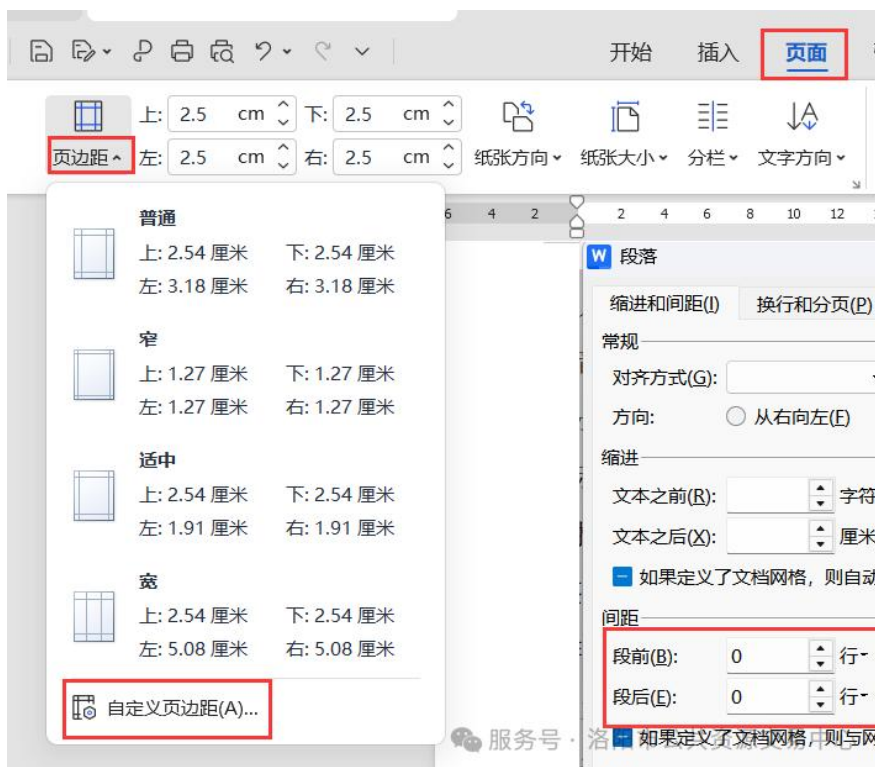 开始 插入 页面
上: 2.5 cm 下: 2.5 cm
页边距 左: 2.5 cm 右: 2.5 cm 纸张方向 纸张大小 分栏 文字方向
6 4 2 2 4 6 8 10 12
普通
上: 2.54 厘米 下: 2.54 厘米
左: 3.18 厘米 右: 3.18 厘米
窄
上: 1.27 厘米 下: 1.27 厘米
左: 1.27 厘米 右: 1.27 厘米
适中
上: 2.54 厘米 下: 2.54 厘米
左: 1.91 厘米 右: 1.91 厘米
宽
上: 2.54 厘米 下: 2.54 厘米
左: 5.08 厘米 右: 5.08 厘米
自定义页边距(A)...
W 段落
缩进和间距(I) 换行和分页(P)
常规
对齐方式(G):
方向: 从右向左(F)
缩进
文本之前(R): 字符
文本之后(X): 厘米
如果定义了文档网格，则自动
间距
段前(B): 0 行
段后(E): 0 行
如果定义了文档网格，则与网
服务号 · 洛